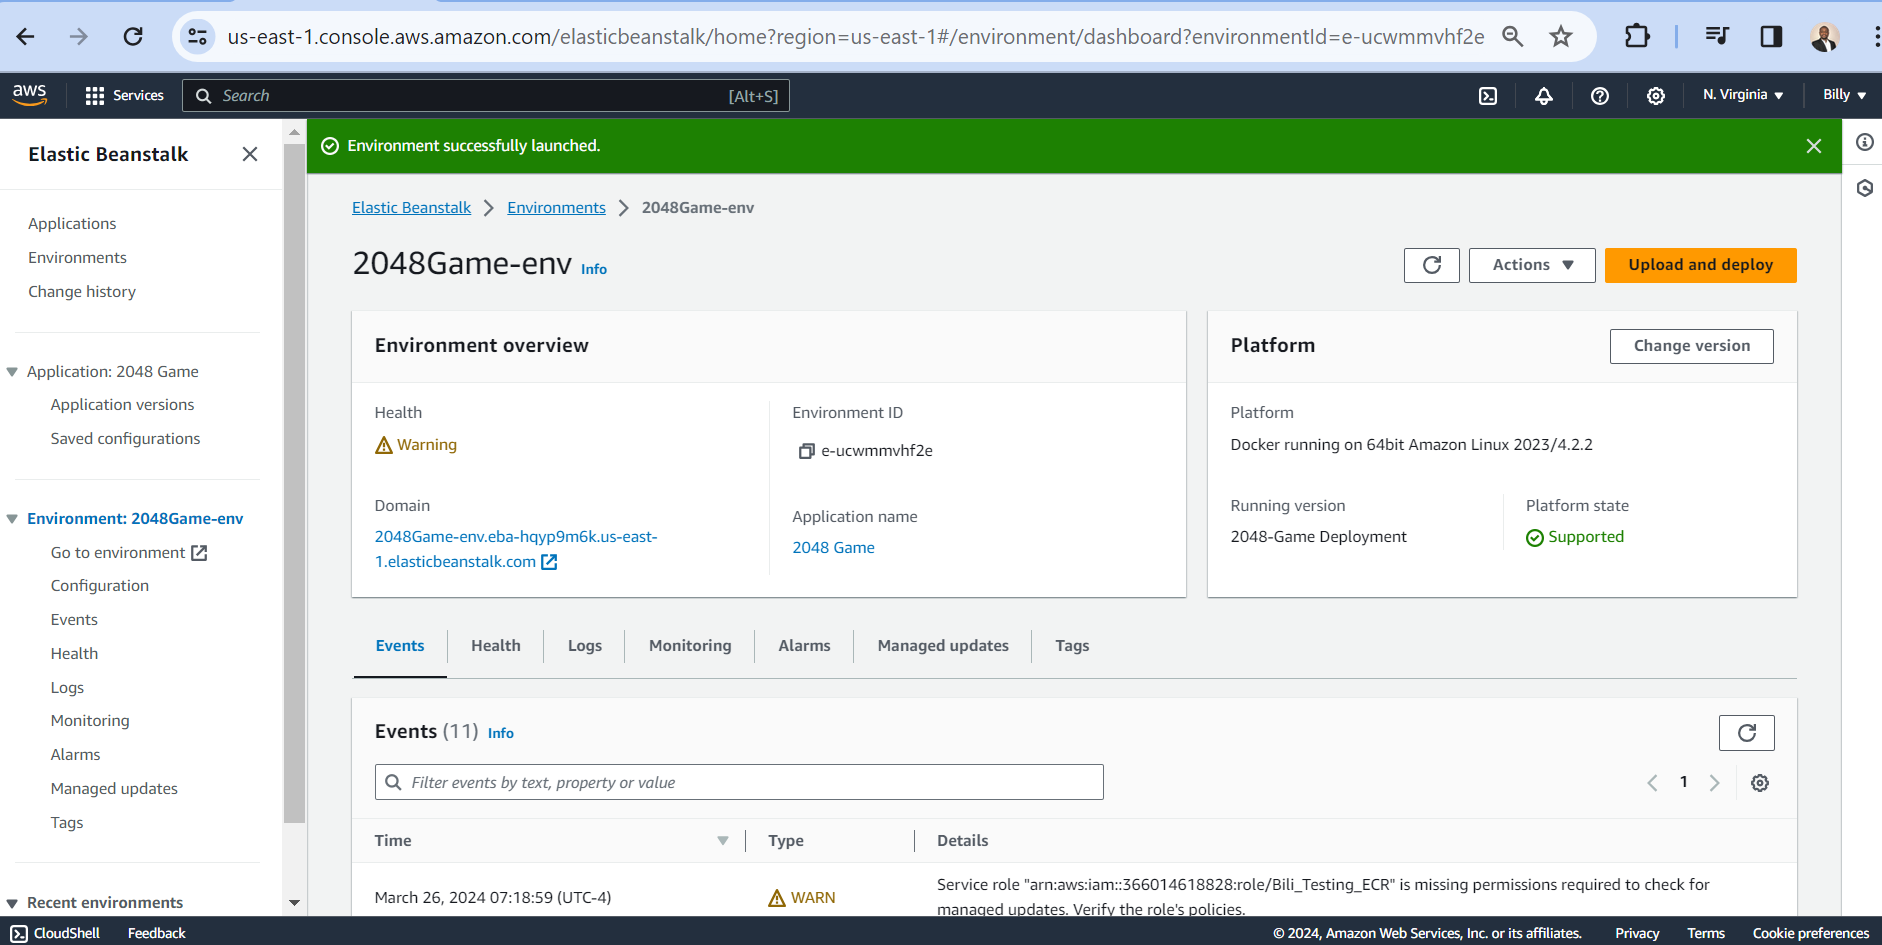 us-east-1.console.aws.amazon.com/elasticbeanstalk/home?region=us-east-1#/environment/dashboard?environmentId=e-ucwmmvhf2e
aws
Services
Search
[Alt+S]
N. Virginia
Billy
Elastic Beanstalk
Applications
Environments
Change history
Application: 2048 Game
Application versions
Saved configurations
Environment: 2048Game-env
Go to environment
Configuration
Events
Health
Logs
Monitoring
Alarms
Managed updates
Tags
Recent environments
Environment successfully launched.
Elastic Beanstalk
Environments
2048Game-env
2048Game-env Info
Actions
Upload and deploy
Environment overview
Health
Warning
Domain
2048Game-env.eba-hqyp9m6k.us-east-
1.elasticbeanstalk.com
Environment ID
e-ucwmmvhf2e
Application name
2048 Game
Platform
Change version
Platform
Docker running on 64bit Amazon Linux 2023/4.2.2
Running version
2048-Game Deployment
Platform state
Supported
Events
Health
Logs
Monitoring
Alarms
Managed updates
Tags
Events (11) Info
Filter events by text, property or value
1
Time
Type
Details
March 26, 2024 07:18:59 (UTC-4)
WARN
Service role "arn:aws:iam::366014618828:role/Bili_Testing_ECR" is missing permissions required to check for
managed updates. Verify the role's policies.
CloudShell
Feedback
© 2024, Amazon Web Services, Inc. or its affiliates.
Privacy
Terms
Cookie preferences